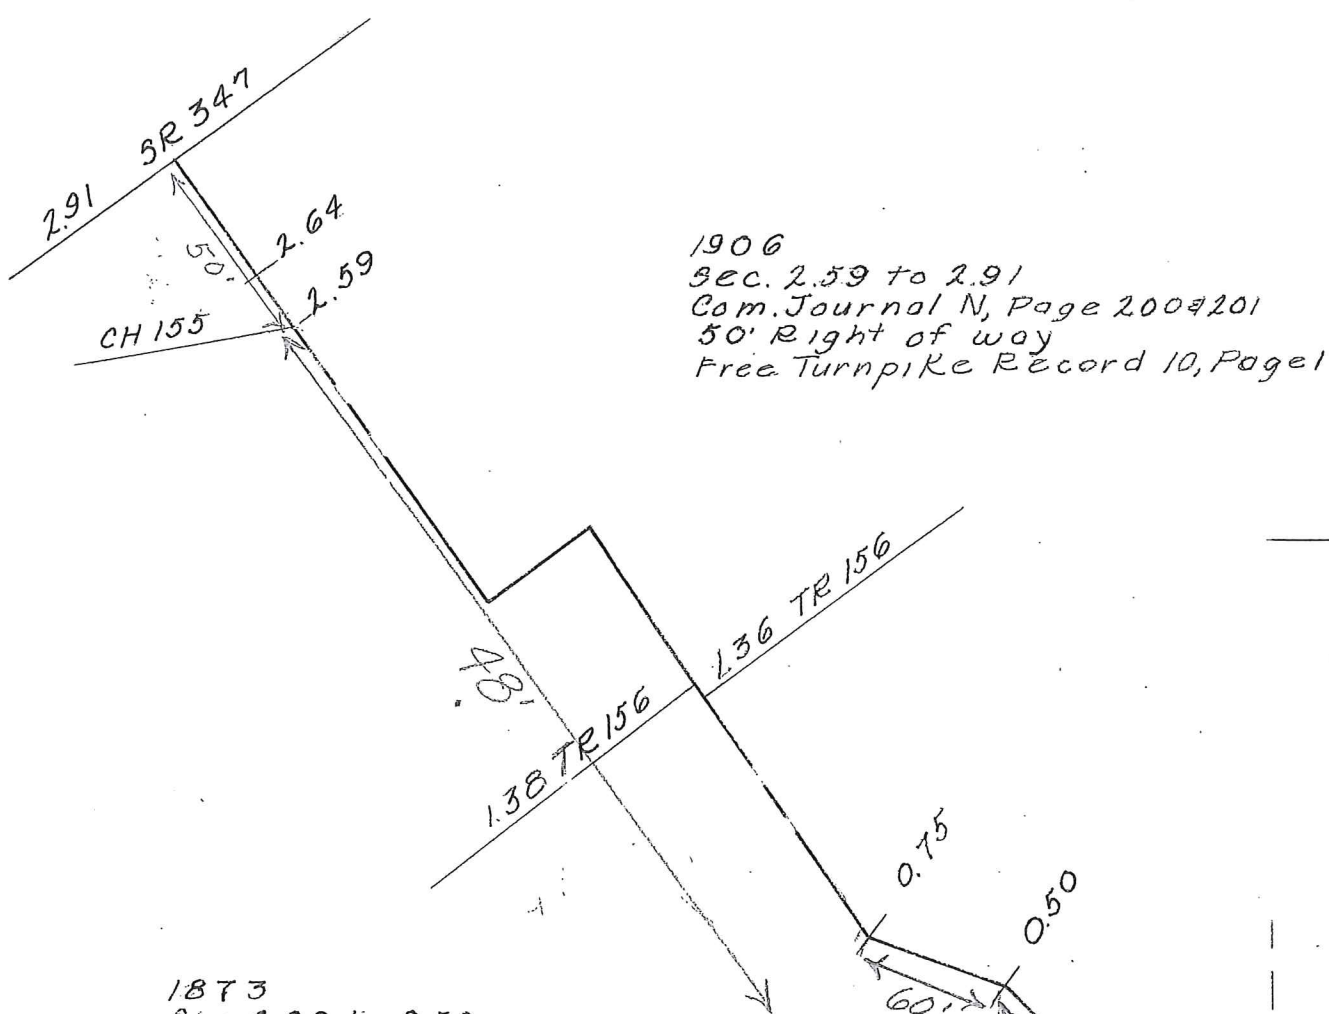 SR 347
2.91
2.64
50'
2.59
CH 155
1906
Sec. 2.59 to 2.91
Com. Journal N, Page 200&201
50' Right of way
Free Turnpike Record 10, Page 1
1.36 TR 156
48'
1.38 TR 156
0.75
0.50
60'
1873